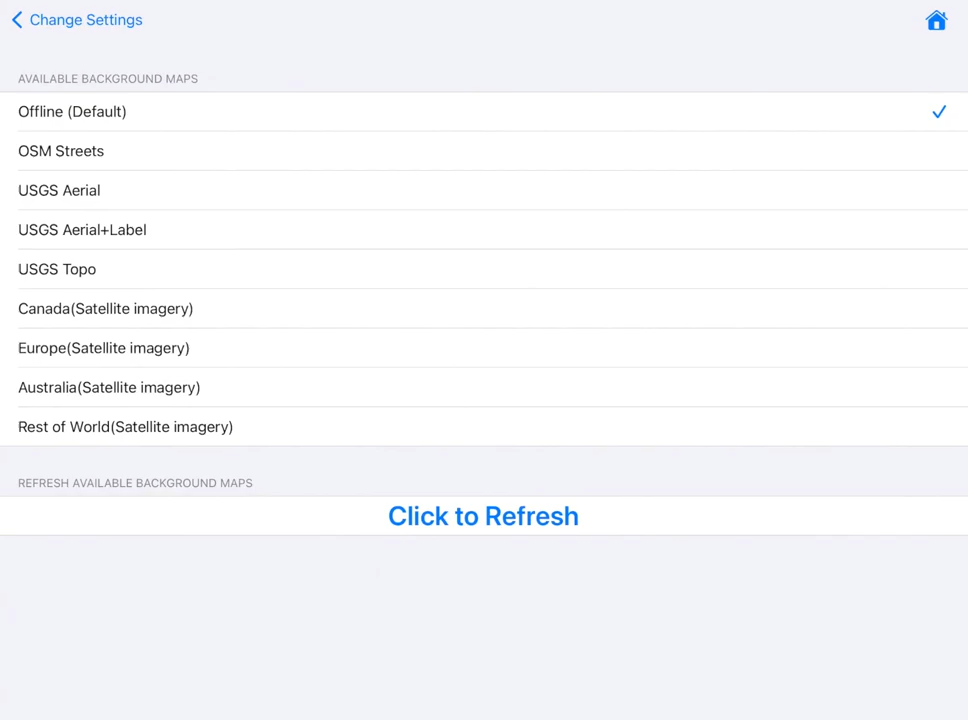 Change Settings
AVAILABLE BACKGROUND MAPS
Offline (Default)
OSM Streets
USGS Aerial
USGS Aerial+Label
USGS Topo
Canada(Satellite imagery)
Europe(Satellite imagery)
Australia(Satellite imagery)
Rest of World(Satellite imagery)
REFRESH AVAILABLE BACKGROUND MAPS
Click to Refresh